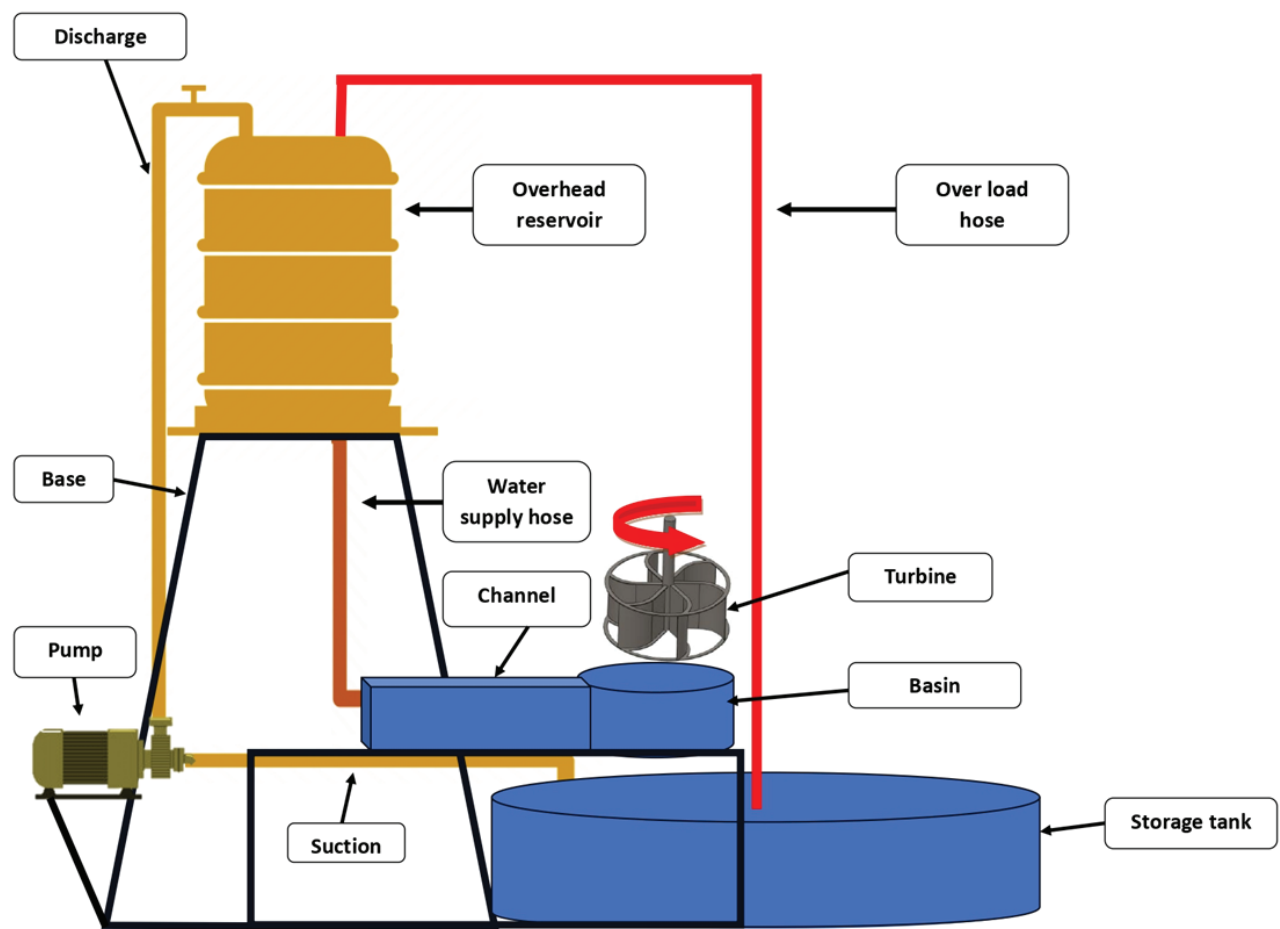 Discharge
Overhead
reservoir
Over load
hose
Base
Water
supply hose
Turbine
Channel
Pump
Basin
Storage tank
Suction